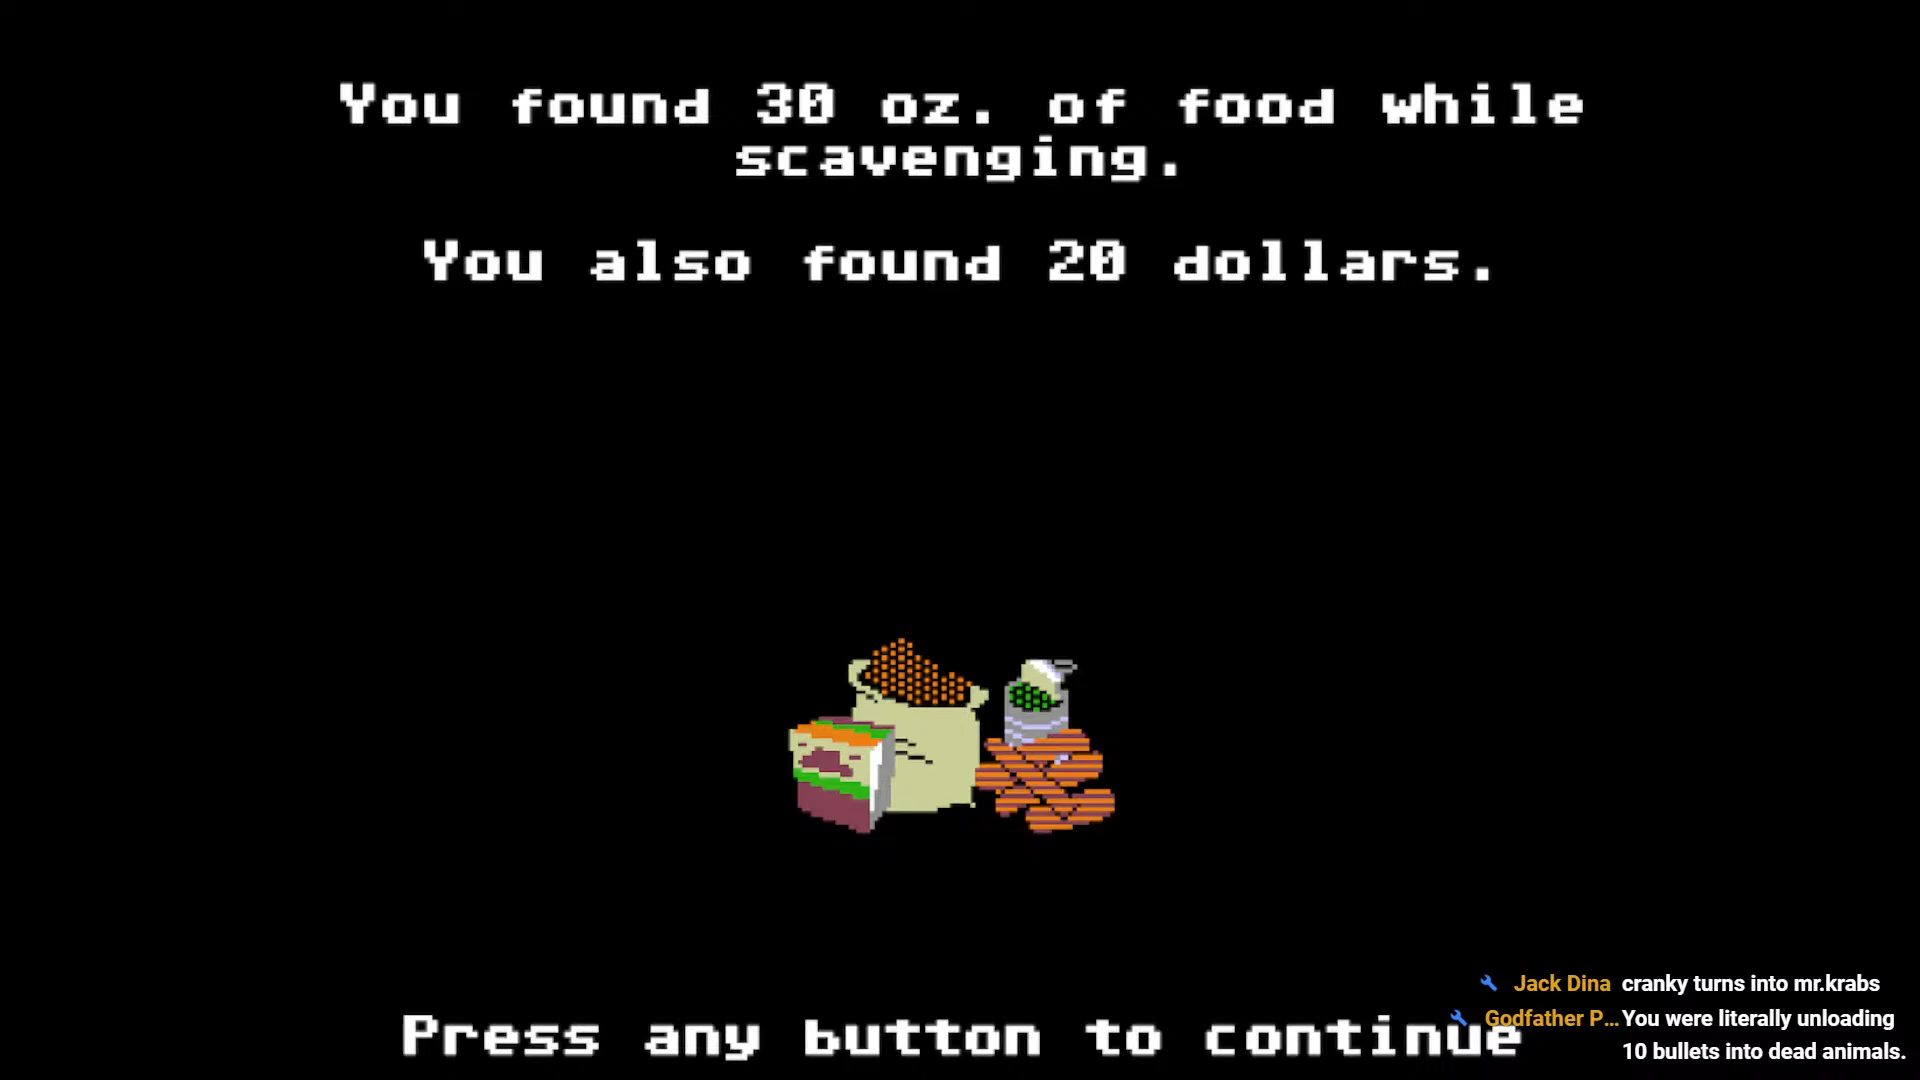 You found 30 oz. of food while
scavenging.
You also found 20 dollars.
Jack Dina cranky turns into mr.krabs
Godfather P... You were literally unloading
10 bullets into dead animals.
Press any button to continue